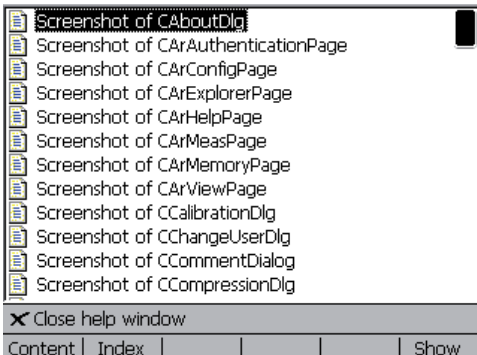 Screenshot of CAboutDlg
Screenshot of CArAuthenticationPage
Screenshot of CArConfigPage
Screenshot of CArExplorerPage
Screenshot of CArHelpPage
Screenshot of CArMeasPage
Screenshot of CArMemoryPage
Screenshot of CArViewPage
Screenshot of CCalibrationDlg
Screenshot of CChangeUserDlg
Screenshot of CCommentDialog
Screenshot of CCompressionDlg
Close help window
Content Index Show